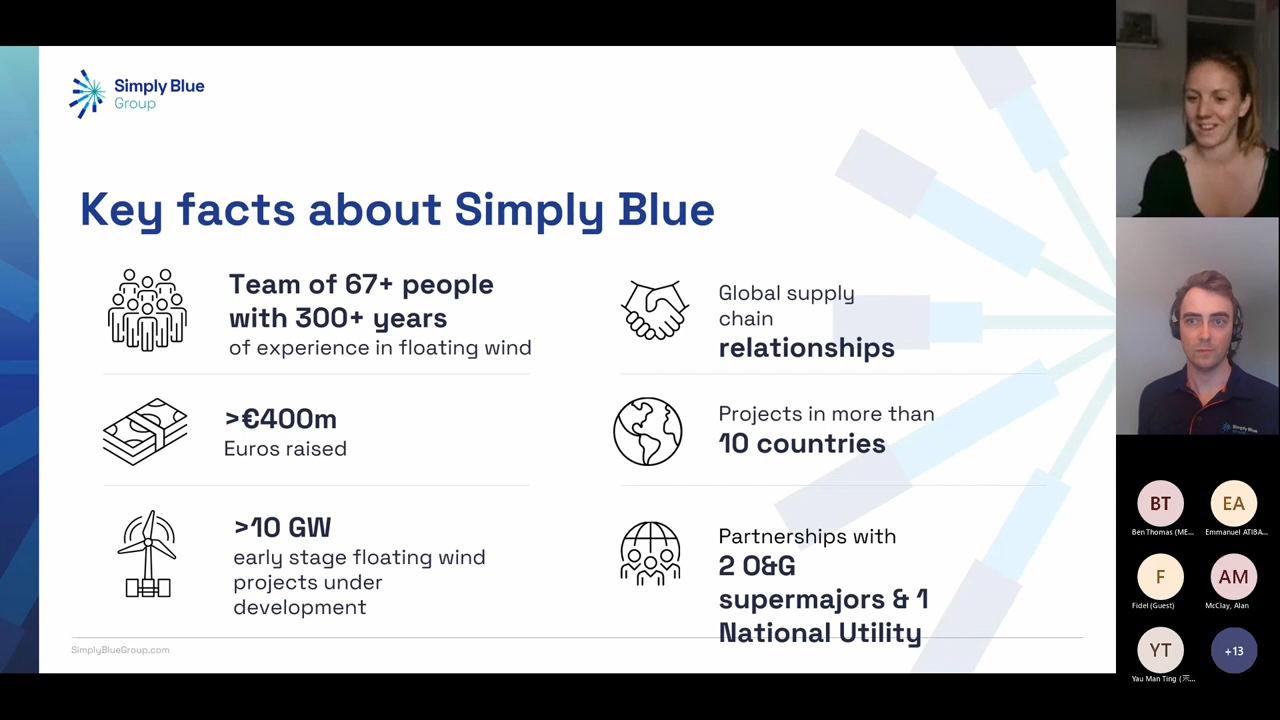 Simply Blue
Group
Key facts about Simply Blue
Team of 67+ people
with 300+ years
of experience in floating wind
>€400m
Euros raised
>10 GW
early stage floating wind
projects under
development
Global supply
chain
relationships
Projects in more than
10 countries
Partnerships with
2 O&G
supermajors & 1
National Utility
SimplyBlueGroup.com
BT
EA
Ben Thomas (ME...
Emmanuel ATIBA...
F
AM
Fidel (Guest)
McClay, Alan
YT
+13
Yau Man Ting (